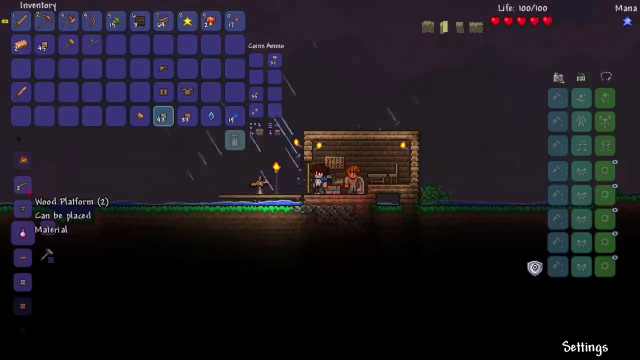 Inventory
Life: 100/100
Mana
Coins Ammo
Wood Platform (2)
Can be placed
Material
Settings